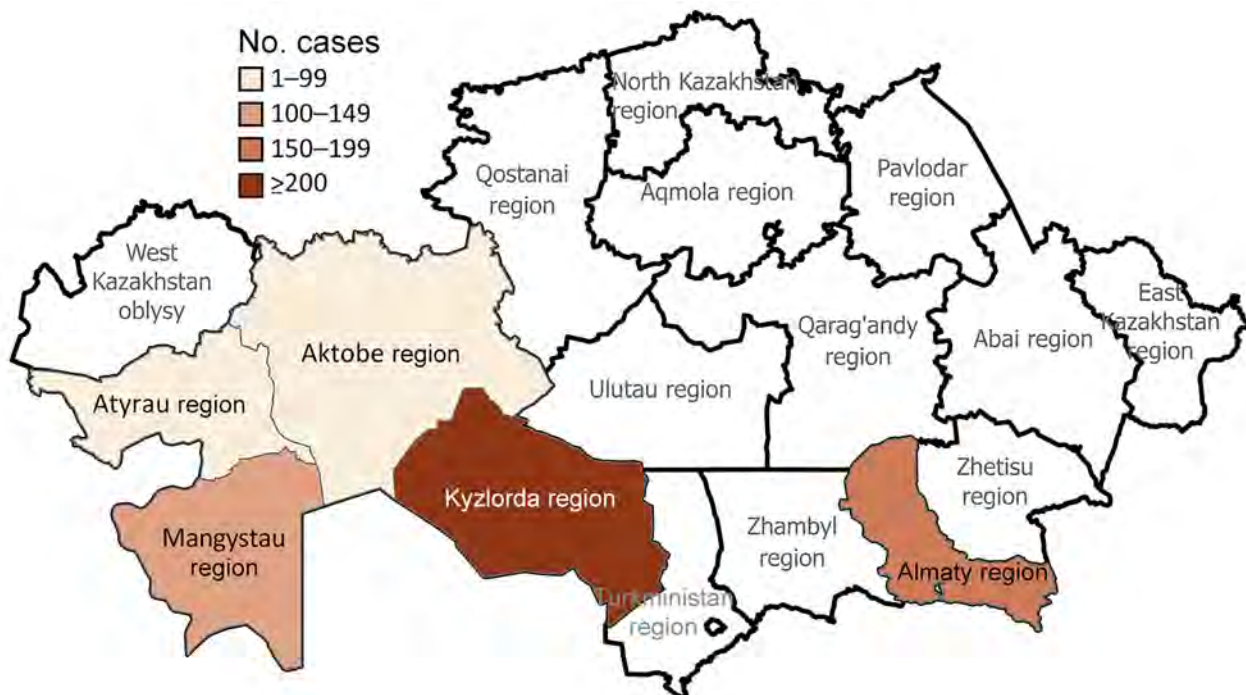 No. cases
1–99
100–149
150–199
≥200
North Kazakhstan
region
Qostanai
region
Aqmola region
Pavlodar
region
West
Kazakhstan
oblysy
Aktobe region
Atyrau region
Ulutau region
Qarag'andy
region
Abai region
East
Kazakhstan
region
Mangystau
region
Kyzlorda region
Zhambyl
region
Zhetisu
region
Almaty region
Turkministan
region